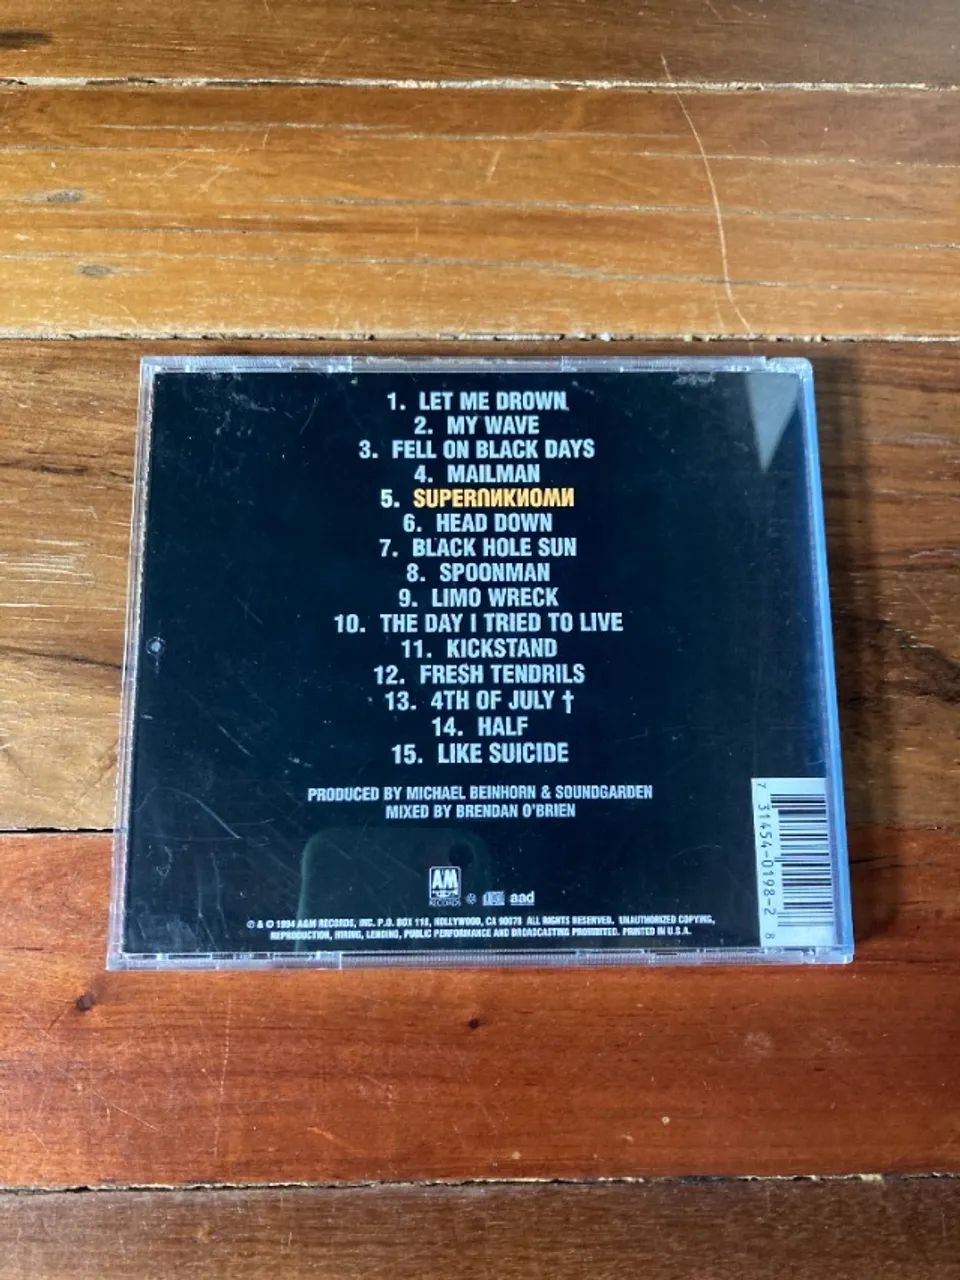 1. LET ME DROWN
2. MY WAVE
3. FELL ON BLACK DAYS
4. MAILMAN
5. SUPERUNKNOWN
6. HEAD DOWN
7. BLACK HOLE SUN
8. SPOONMAN
9. LIMO WRECK
10. THE DAY I TRIED TO LIVE
11. KICKSTAND
12. FRESH TENDRILS
13. 4TH OF JULY †
14. HALF
15. LIKE SUICIDE
PRODUCED BY MICHAEL BEINHORN & SOUNDGARDEN
MIXED BY BRENDAN O'BRIEN
A&M
RECORDS
aad
℗ & © 1994 A&M RECORDS, INC. P.O. BOX 118, HOLLYWOOD, CA 90078 ALL RIGHTS RESERVED. UNAUTHORIZED COPYING,
REPRODUCTION, HIRING, LENDING, PUBLIC PERFORMANCE AND BROADCASTING PROHIBITED. PRINTED IN U.S.A.
7 31454-0198-2 8